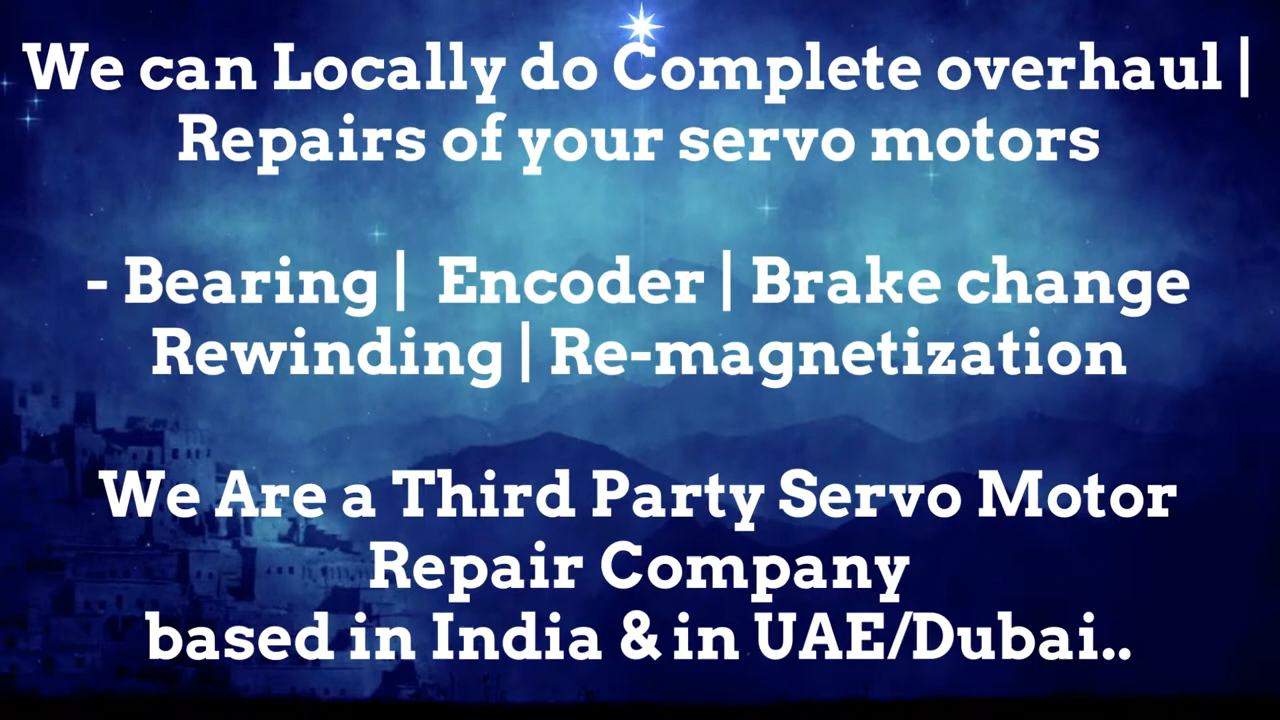 We can Locally do Complete overhaul |
Repairs of your servo motors
- Bearing | Encoder | Brake change
Rewinding | Re-magnetization
We Are a Third Party Servo Motor
Repair Company
based in India & in UAE/Dubai..